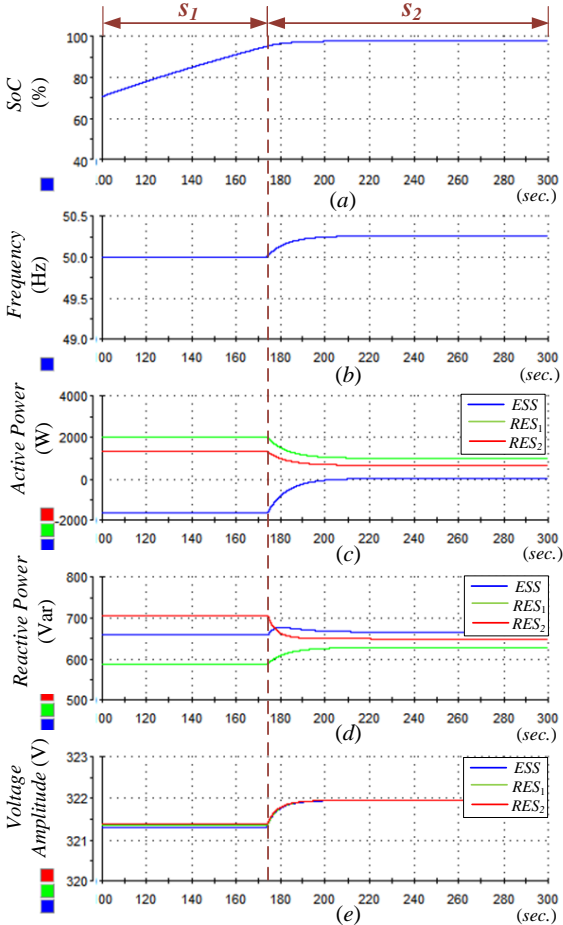 s1 s2
100
80
60
40
SoC
(%)
.00 120 140 160 180 200 220 240 260 280 300
(a) (sec.)
50.5
50.0
49.5
49.0
Frequency
(Hz)
00 120 140 160 180 200 220 240 260 280 300
(b) (sec.)
4000
2000
0
-2000
Active Power
(W)
ESS
RES1
RES2
00 120 140 160 180 200 220 240 260 280 300
(c) (sec.)
800
700
600
500
Reactive Power
(Var)
ESS
RES1
RES2
00 120 140 160 180 200 220 240 260 280 300
(d) (sec.)
323
322
321
320
Voltage
Amplitude (V)
ESS
RES1
RES2
00 120 140 160 180 200 220 240 260 280 300
(e) (sec.)